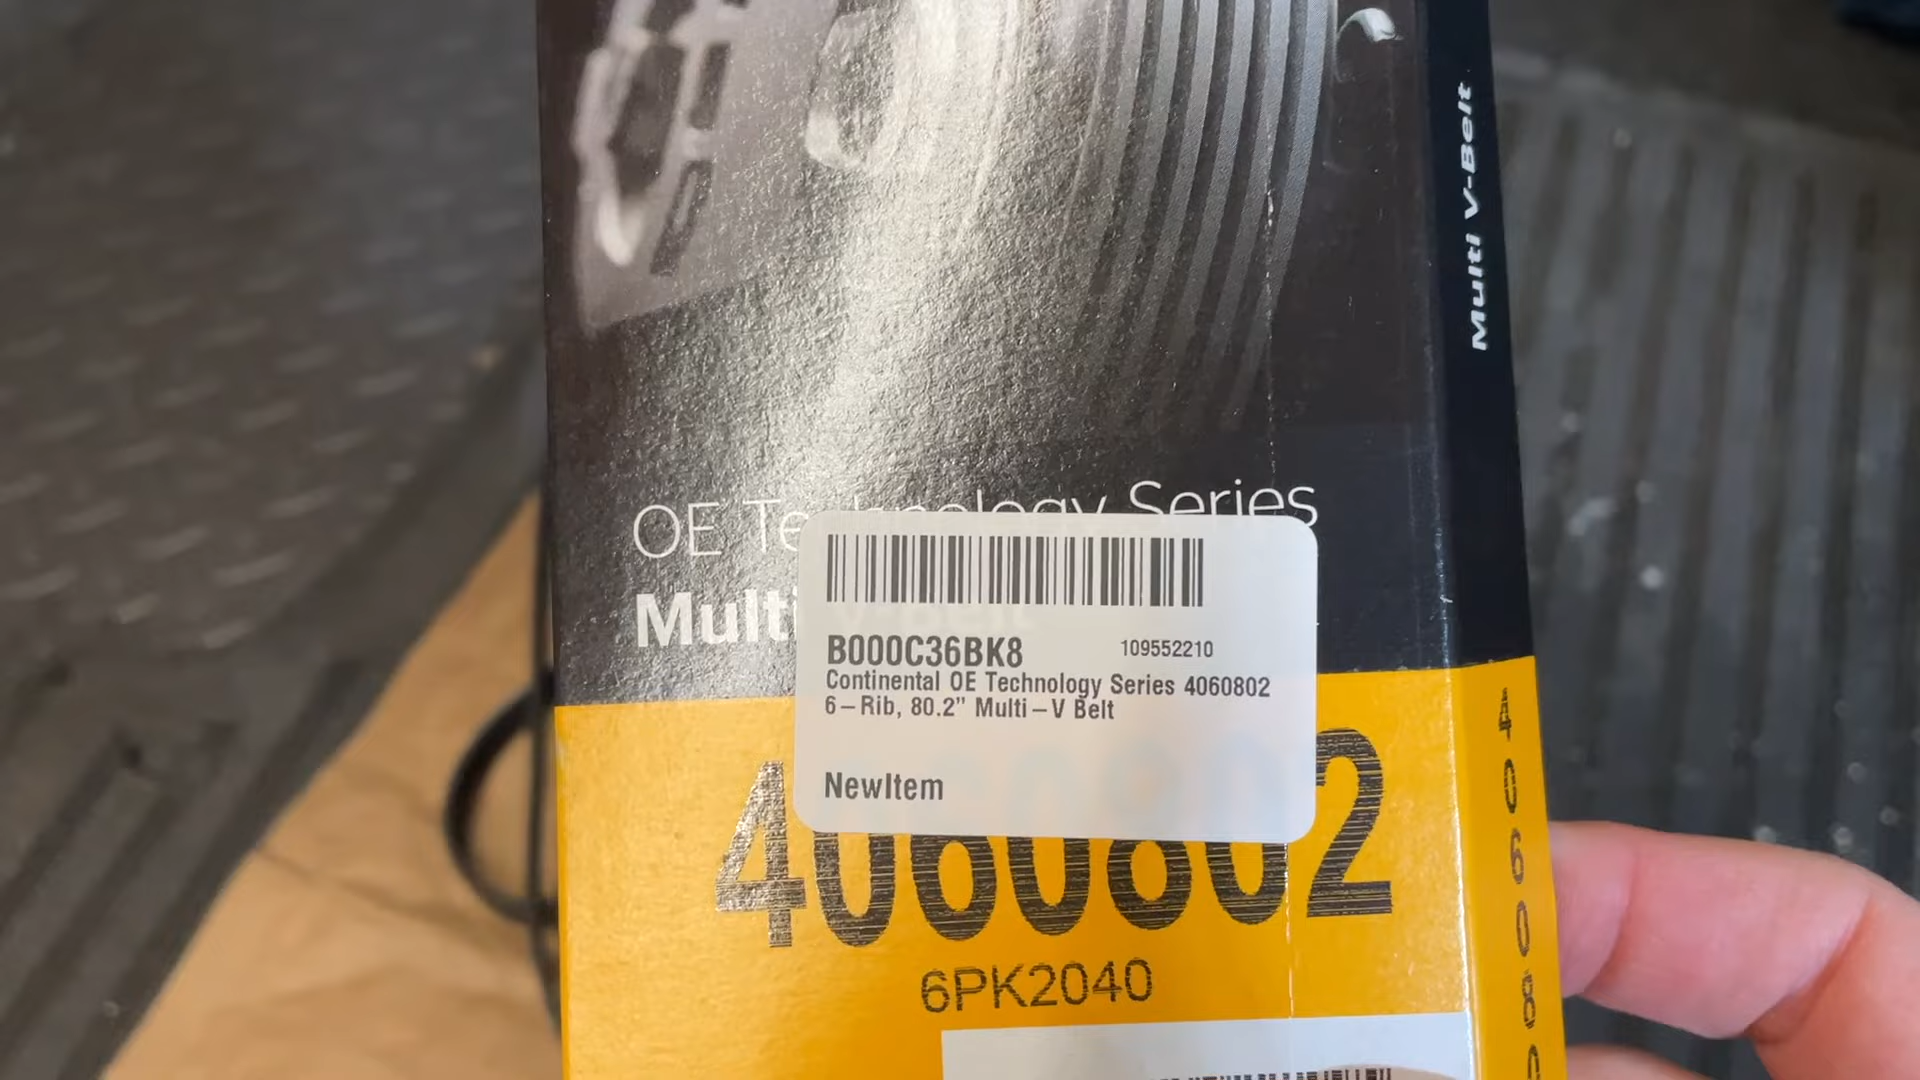 OE Technology Series
Multi V-Belt
B000C36BK8 109552210
Continental OE Technology Series 4060802
6-Rib, 80.2" Multi-V Belt
NewItem
4060802
6PK2040
Multi V-Belt
406080